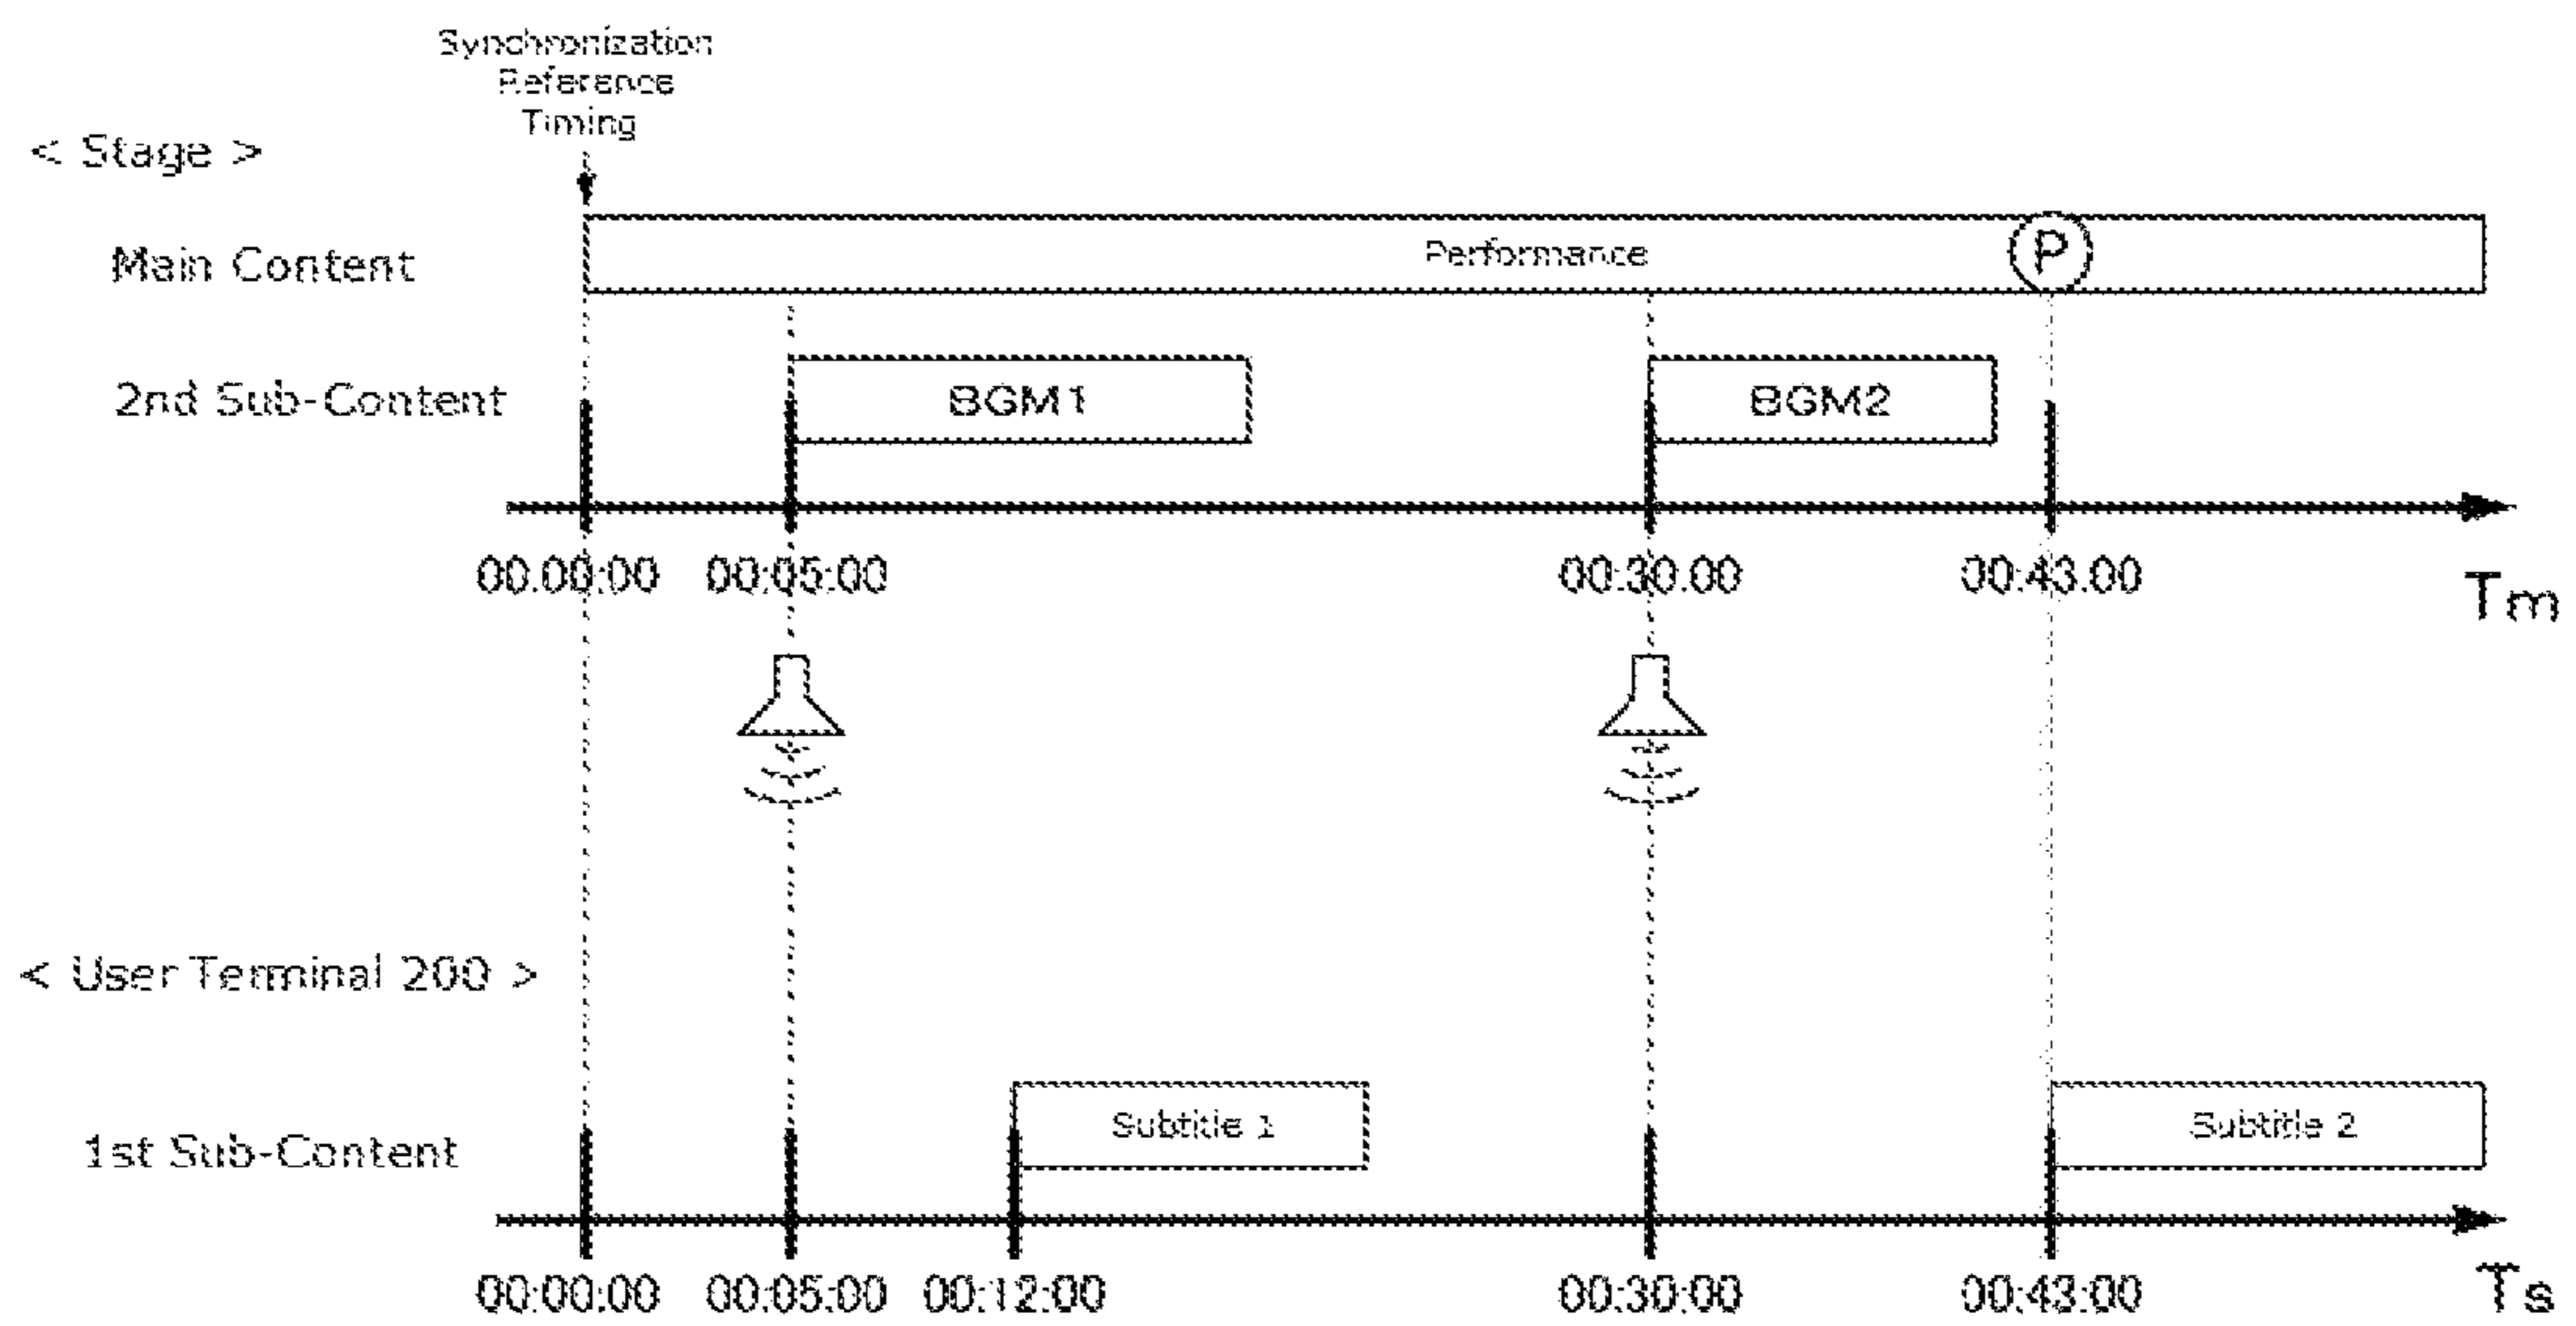 Synchronization
Reference
Timing
< Stage >
Main Content
Performance
P
2nd Sub-Content
BGM1
BGM2
00:00:00
00:05:00
00:30:00
00:43:00
Tm
< User Terminal 200 >
1st Sub-Content
Subtitle 1
Subtitle 2
00:00:00
00:05:00
00:12:00
00:30:00
00:43:00
Ts